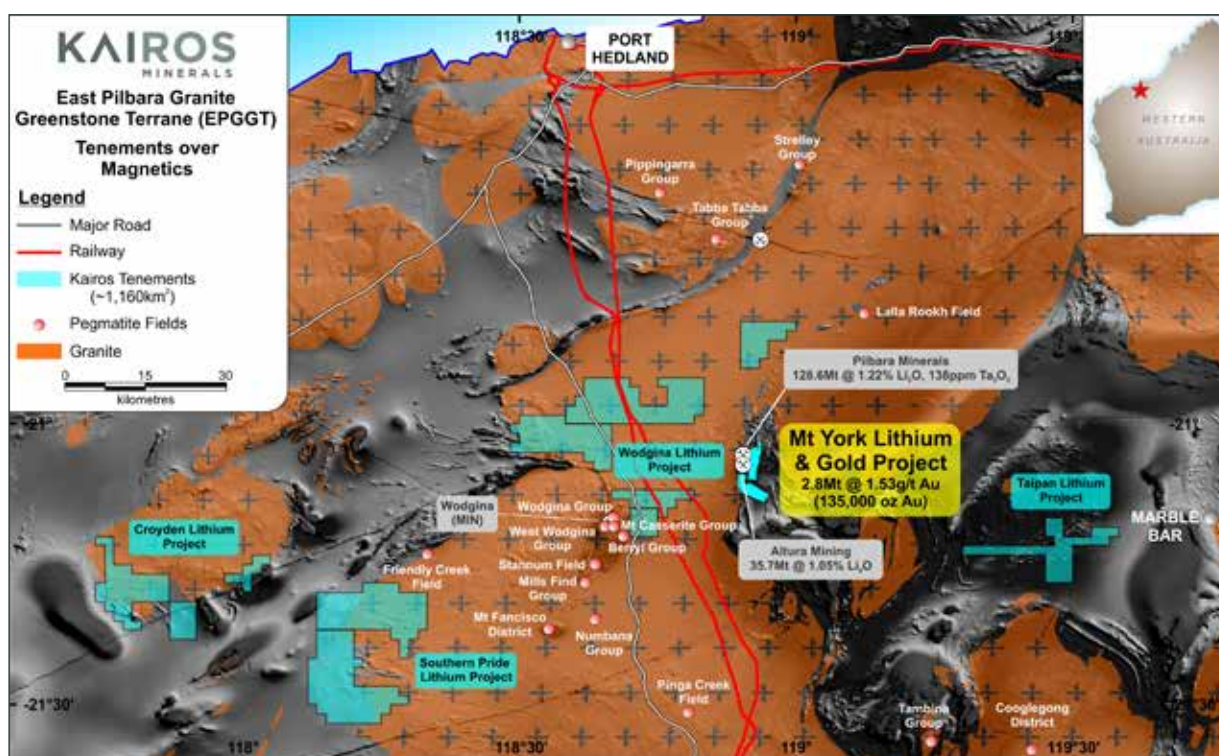 KAIROS
MINERALS
East Pilbara Granite
Greenstone Terrane (EPGGT)
Tenements over
Magnetics
Legend
Major Road
Railway
Kairos Tenements
(~1,160km²)
Pegmatite Fields
Granite
0 15 30
kilometres
118°30'
119°
PORT
HEDLAND
WESTERN
AUSTRALIA
Strelley
Group
Pippingarra
Group
Tabba Tabba
Group
Lalla Rookh Field
Pilbara Minerals
128.6Mt @ 1.22% Li₂O, 138ppm Ta₂O₅
-21°
-21°
Mt York Lithium
& Gold Project
2.8Mt @ 1.53g/t Au
(135,000 oz Au)
Wodgina Lithium
Project
Taipan Lithium
Project
MARBLE
BAR
Wodgina
(MIN)
Wodgina Group
Mt Casserite Group
West Wodgina
Group
Berryl Group
Croyden Lithium
Project
Altura Mining
35.7Mt @ 1.05% Li₂O
Friendly Creek
Field
Stannum Field
Mills Find
Group
Mt Fancisco
District
Numbana
Group
Southern Pride
Lithium Project
Pinga Creek
Field
-21°30'
Tambina
Group
Cooglegong
District
118°
118°30'
119°
119°30'